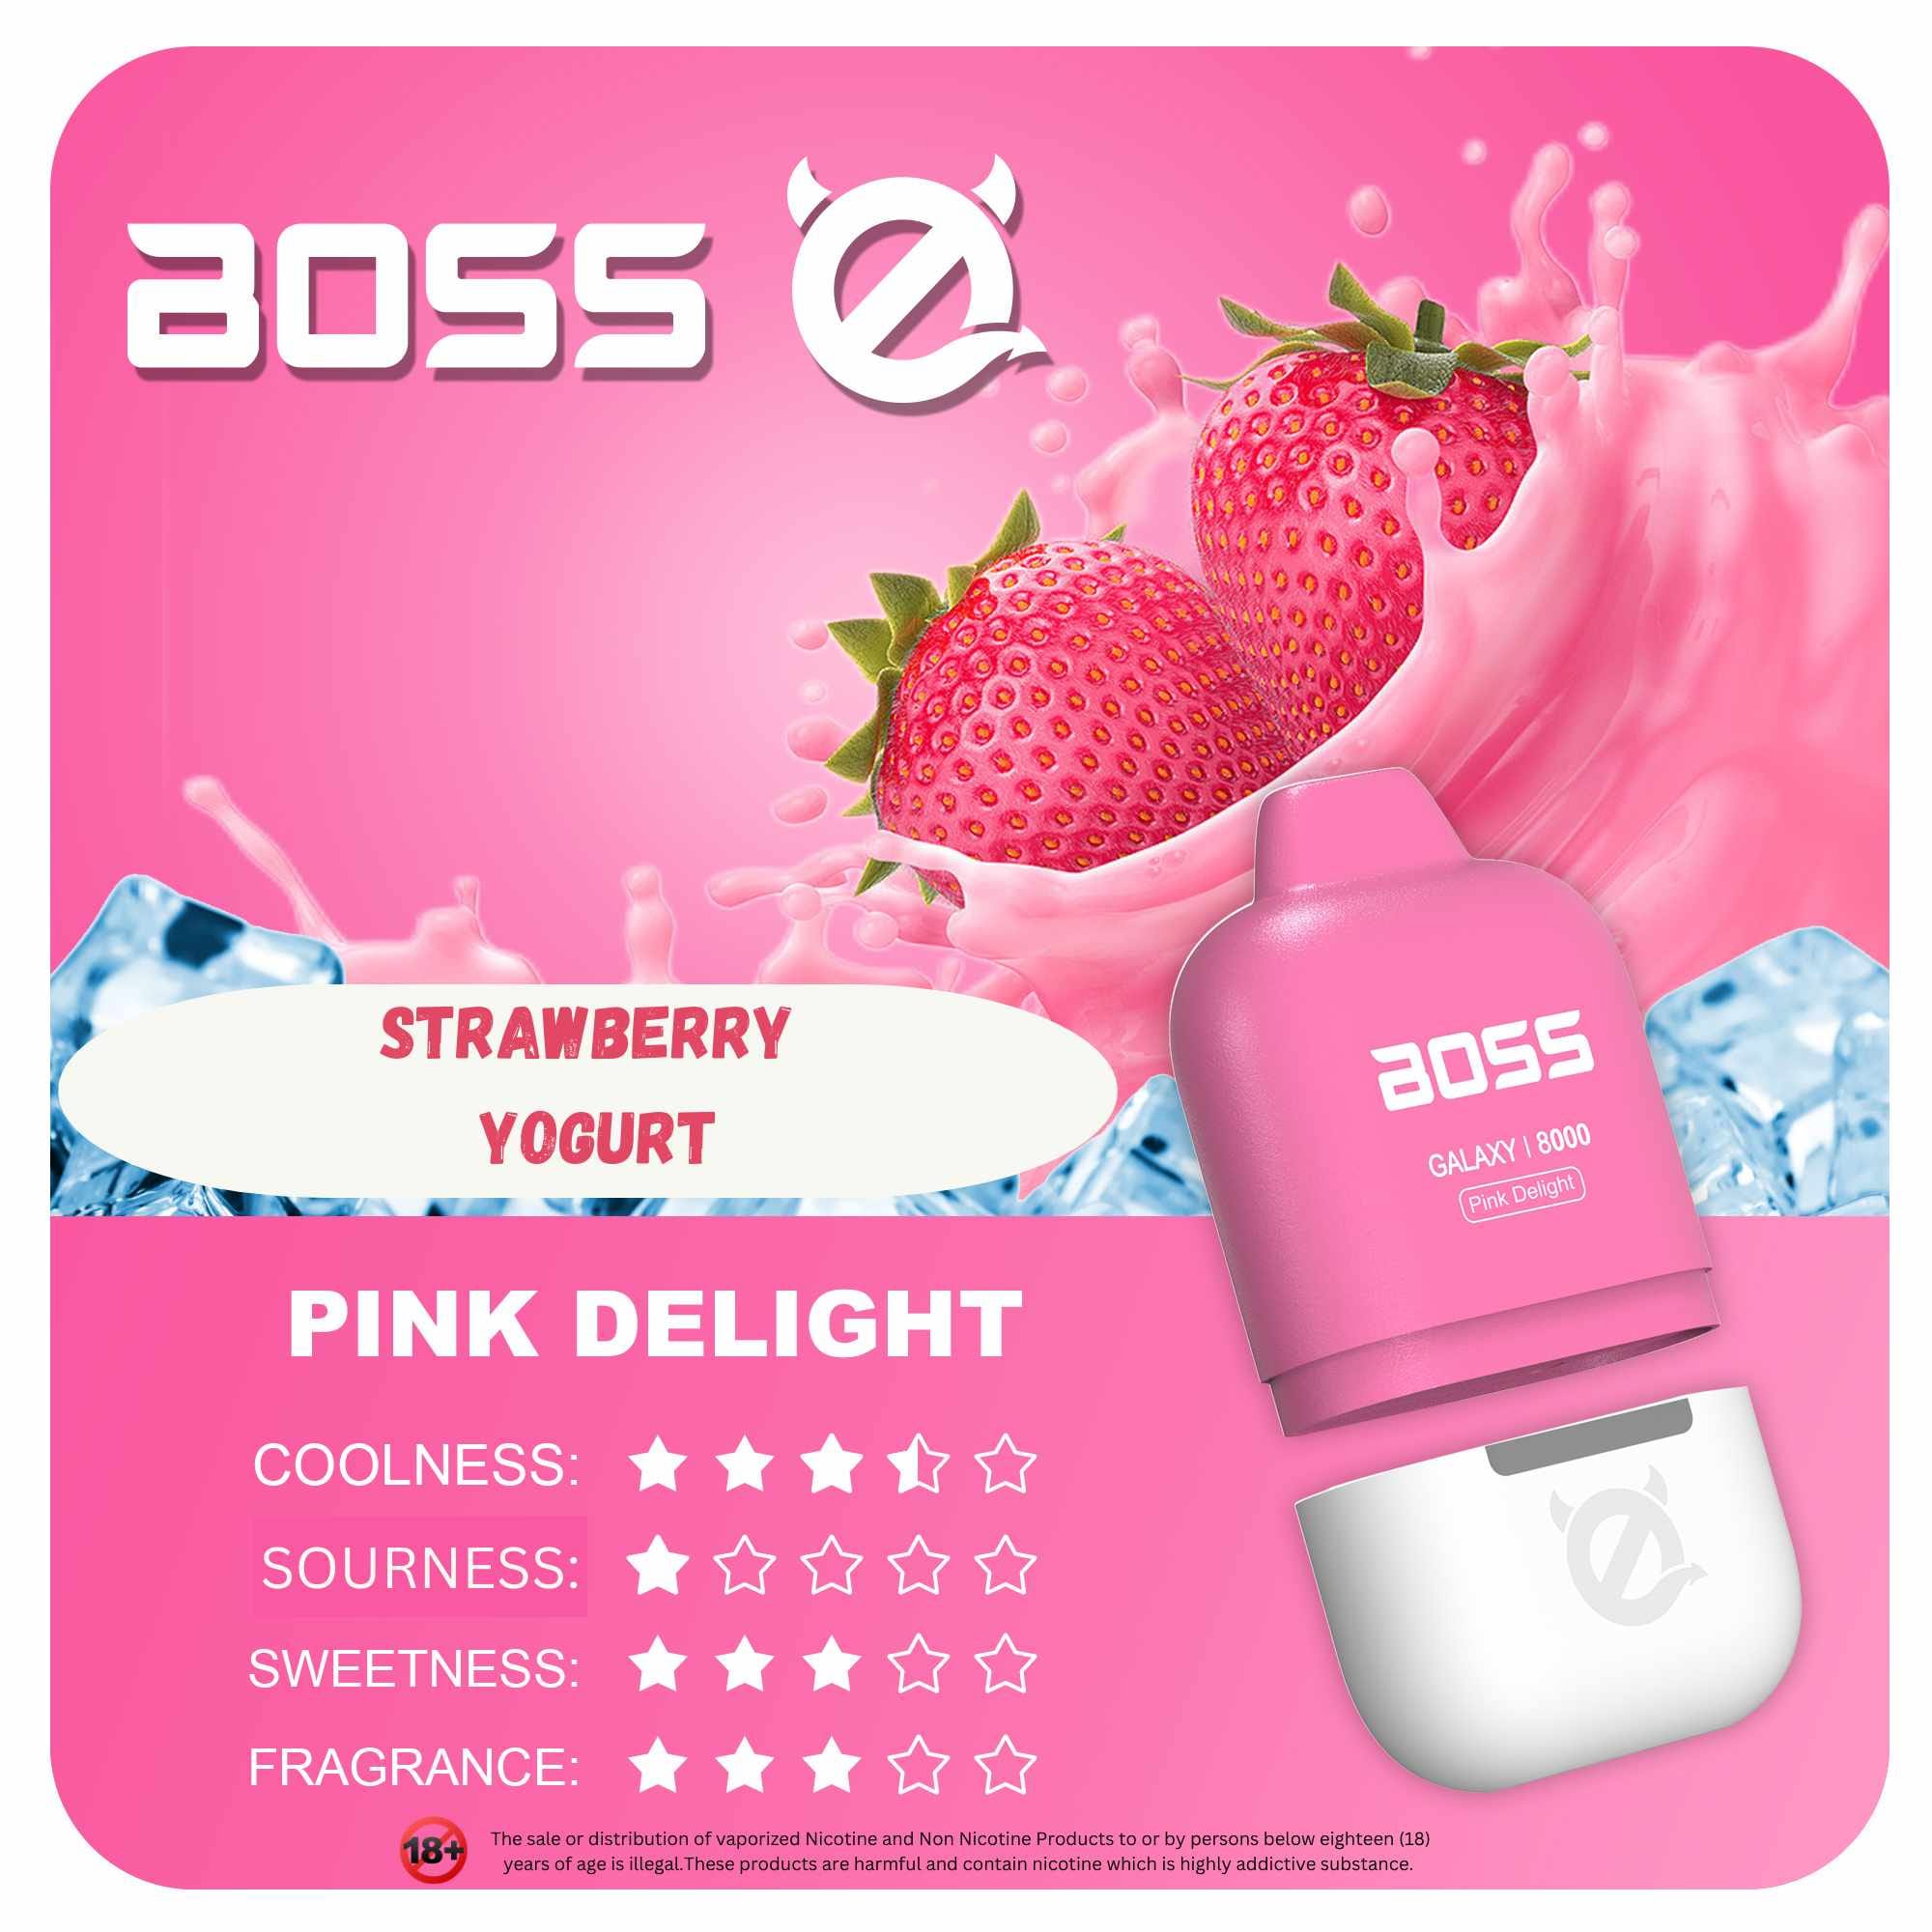 BOSS
STRAWBERRY
YOGURT
BOSS
GALAXY | 8000
Pink Delight
PINK DELIGHT
COOLNESS:
SOURNESS:
SWEETNESS:
FRAGRANCE:
18+
The sale or distribution of vaporized Nicotine and Non Nicotine Products to or by persons below eighteen (18)
years of age is illegal.These products are harmful and contain nicotine which is highly addictive substance.